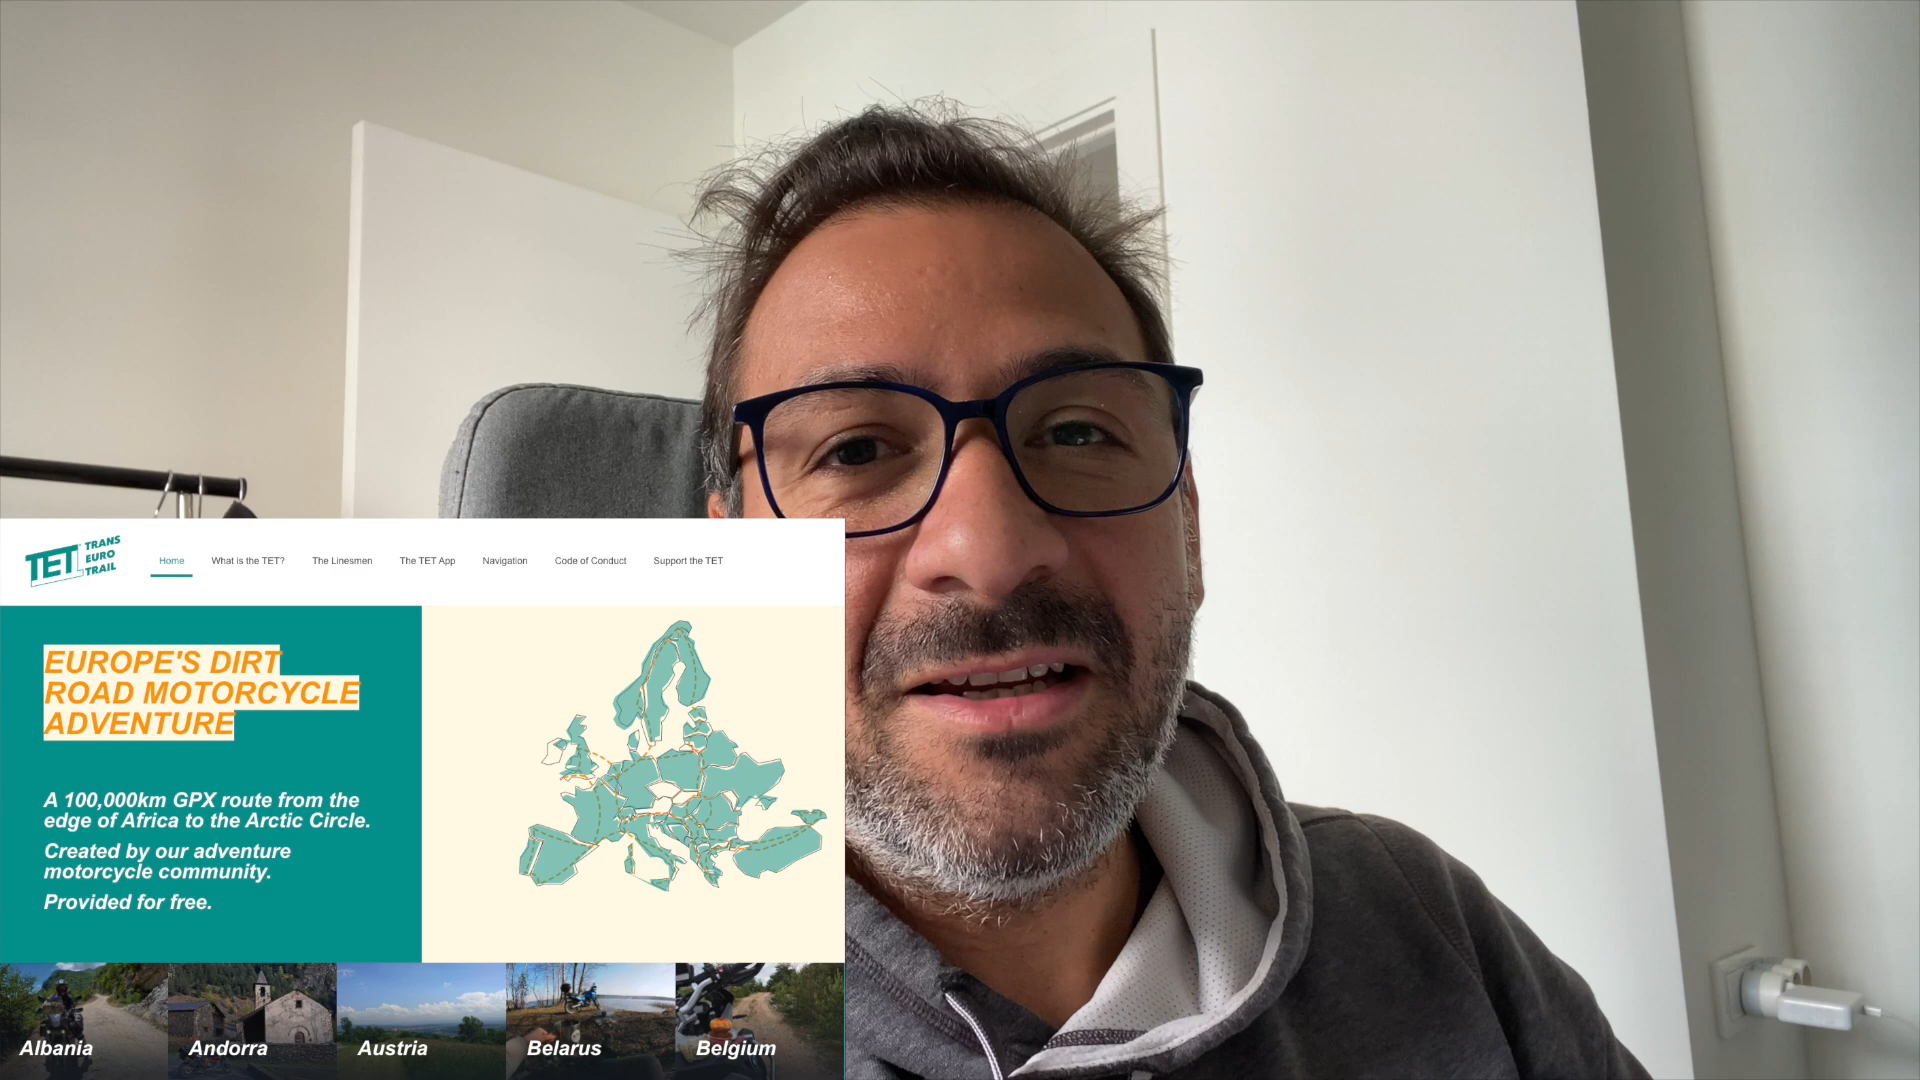 TET TRANS
EURO
TRAIL
Home What is the TET? The Linesmen The TET App Navigation Code of Conduct Support the TET
EUROPE'S DIRT
ROAD MOTORCYCLE
ADVENTURE
A 100,000km GPX route from the
edge of Africa to the Arctic Circle.
Created by our adventure
motorcycle community.
Provided for free.
Albania Andorra Austria Belarus Belgium